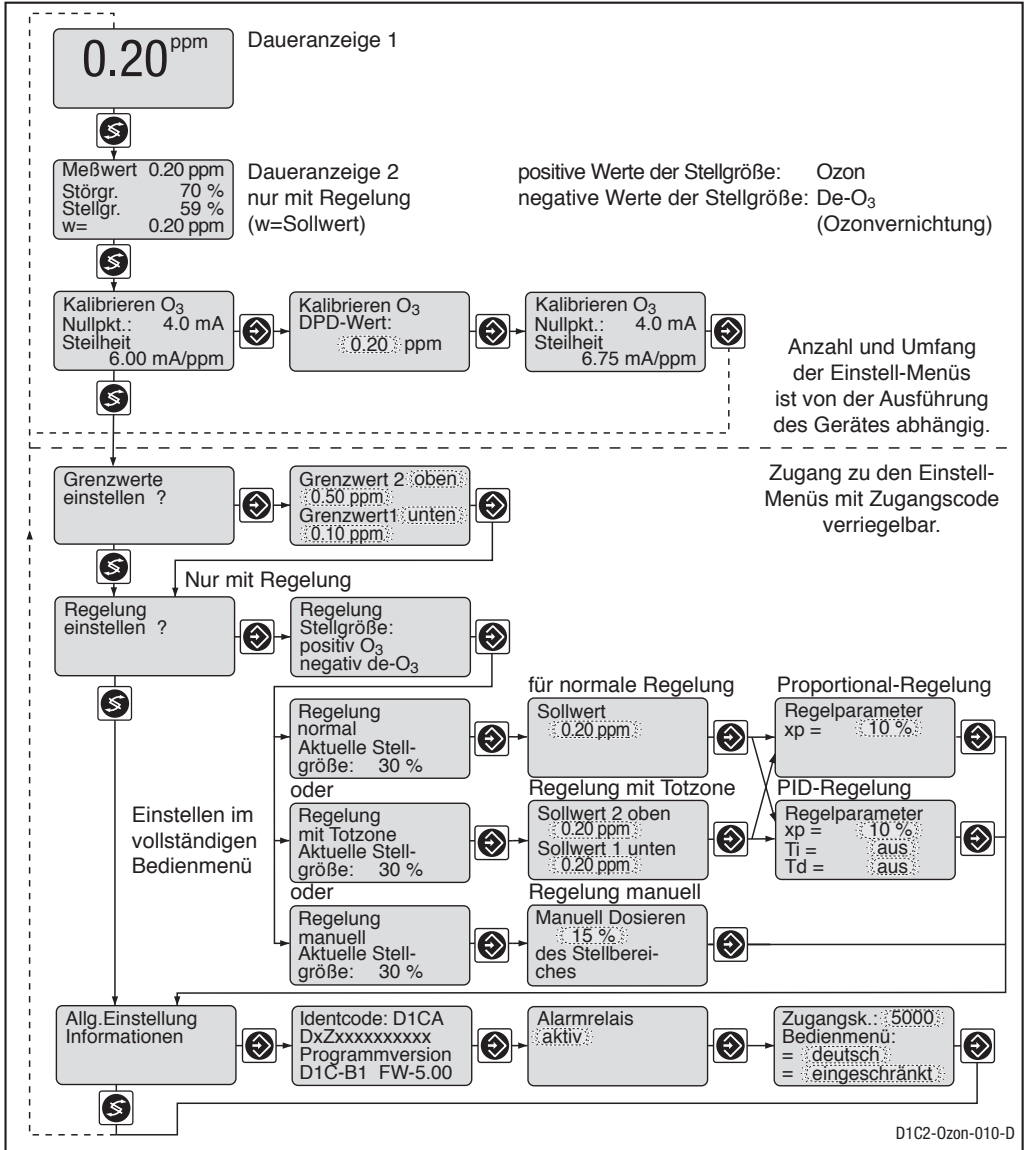 0.20 ppm
Daueranzeige 1
Meßwert 0.20 ppm
Störgr. 70 %
Stellgr. 59 %
w= 0.20 ppm
Daueranzeige 2
nur mit Regelung
(w=Sollwert)
positive Werte der Stellgröße: Ozon
negative Werte der Stellgröße: De-O3
(Ozonvernichtung)
Kalibrieren O3
Nullpkt.: 4.0 mA
Steilheit
6.00 mA/ppm
Kalibrieren O3
DPD-Wert:
0.20 ppm
Kalibrieren O3
Nullpkt.: 4.0 mA
Steilheit
6.75 mA/ppm
Anzahl und Umfang
der Einstell-Menüs
ist von der Ausführung
des Gerätes abhängig.
Grenzwerte
einstellen ?
Grenzwert 2 oben
0.50 ppm
Grenzwert1 unten
0.10 ppm
Zugang zu den Einstell-
Menüs mit Zugangscode
verriegelbar.
Nur mit Regelung
Regelung
einstellen ?
Regelung
Stellgröße:
positiv O3
negativ de-O3
für normale Regelung
Proportional-Regelung
Regelung
normal
Aktuelle Stell-
größe: 30 %
Sollwert
0.20 ppm
Regelparameter
xp = 10 %
oder
Regelung mit Totzone
PID-Regelung
Einstellen im
vollständigen
Bedienmenü
Regelung
mit Totzone
Aktuelle Stell-
größe: 30 %
Sollwert 2 oben
0.20 ppm
Sollwert 1 unten
0.20 ppm
Regelparameter
xp = 10 %
Ti = aus
Td = aus
oder
Regelung manuell
Regelung
manuell
Aktuelle Stell-
größe: 30 %
Manuell Dosieren
15 %
des Stellberei-
ches
Allg.Einstellung
Informationen
Identcode: D1CA
DxZxxxxxxxxxx
Programmversion
D1C-B1 FW-5.00
Alarmrelais
aktiv
Zugangsk.: 5000
Bedienmenü:
= deutsch
= eingeschränkt
D1C2-Ozon-010-D